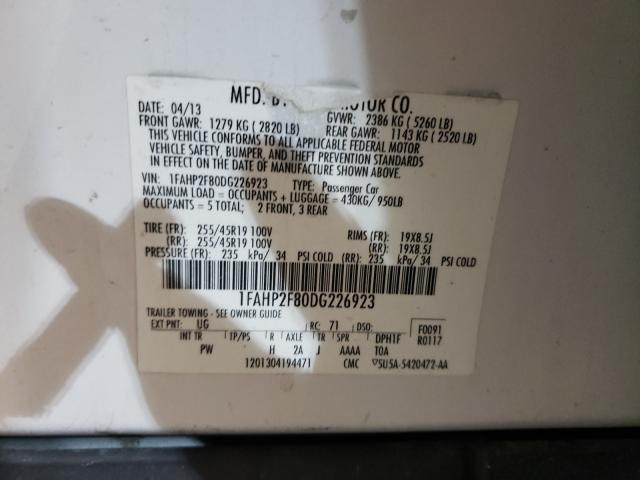 MFD. B MOTOR CO.
DATE: 04/13 GVWR: 2386 KG ( 5260 LB)
FRONT GAWR: 1279 KG ( 2820 LB) REAR GAWR: 1143 KG ( 2520 LB)
THIS VEHICLE CONFORMS TO ALL APPLICABLE FEDERAL MOTOR
VEHICLE SAFETY, BUMPER, AND THEFT PREVENTION STANDARDS
IN EFFECT ON THE DATE OF MANUFACTURE SHOWN ABOVE.
VIN: 1FAHP2F80DG226923 TYPE: Passenger Car
MAXIMUM LOAD = OCCUPANTS + LUGGAGE = 430KG/ 950LB
OCCUPANTS = 5 TOTAL; 2 FRONT, 3 REAR
TIRE (FR): 255/45R19 100V RIMS (FR): 19X8.5J
(RR): 255/45R19 100V (RR): 19X8.5J
PRESSURE (FR): 235 kPa/ 34 PSI COLD (RR): 235 kPa/ 34 PSI COLD
1FAHP2F80DG226923
TRAILER TOWING - SEE OWNER GUIDE
EXT PNT: UG RC: 71 DSO: F0091
INT TR TP/PS R AXLE TR SPR DPH1F R0117
PW H 2A J AAAA TOA
1201304194471 CMC 5U5A-5420472-AA